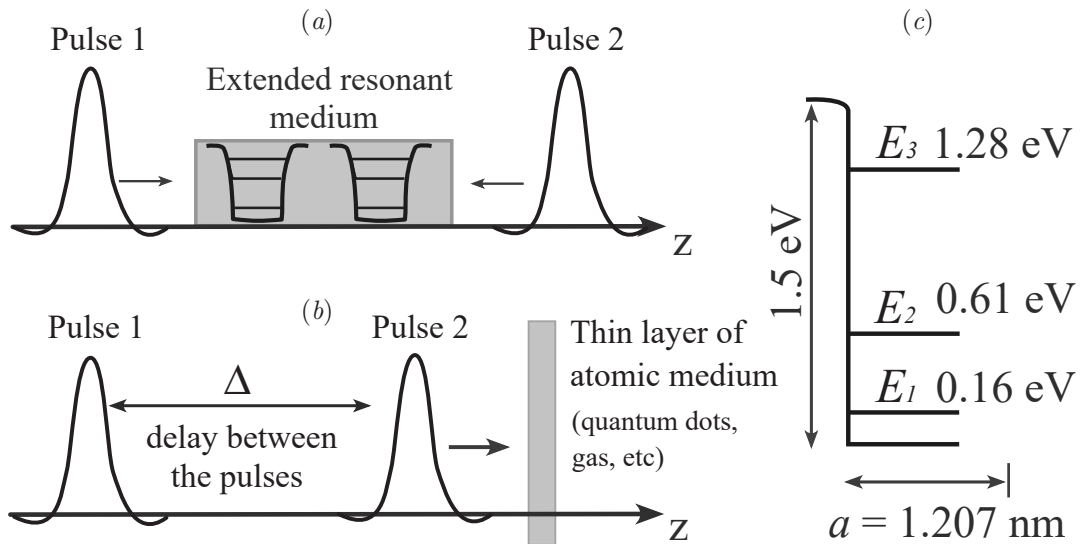 (a)
Pulse 1
Pulse 2
Extended resonant
medium
z
(b)
Pulse 1
Pulse 2
Δ
delay between
the pulses
Thin layer of
atomic medium
(quantum dots,
gas, etc)
z
(c)
E3 1.28 eV
1.5 eV
E2 0.61 eV
E1 0.16 eV
a = 1.207 nm